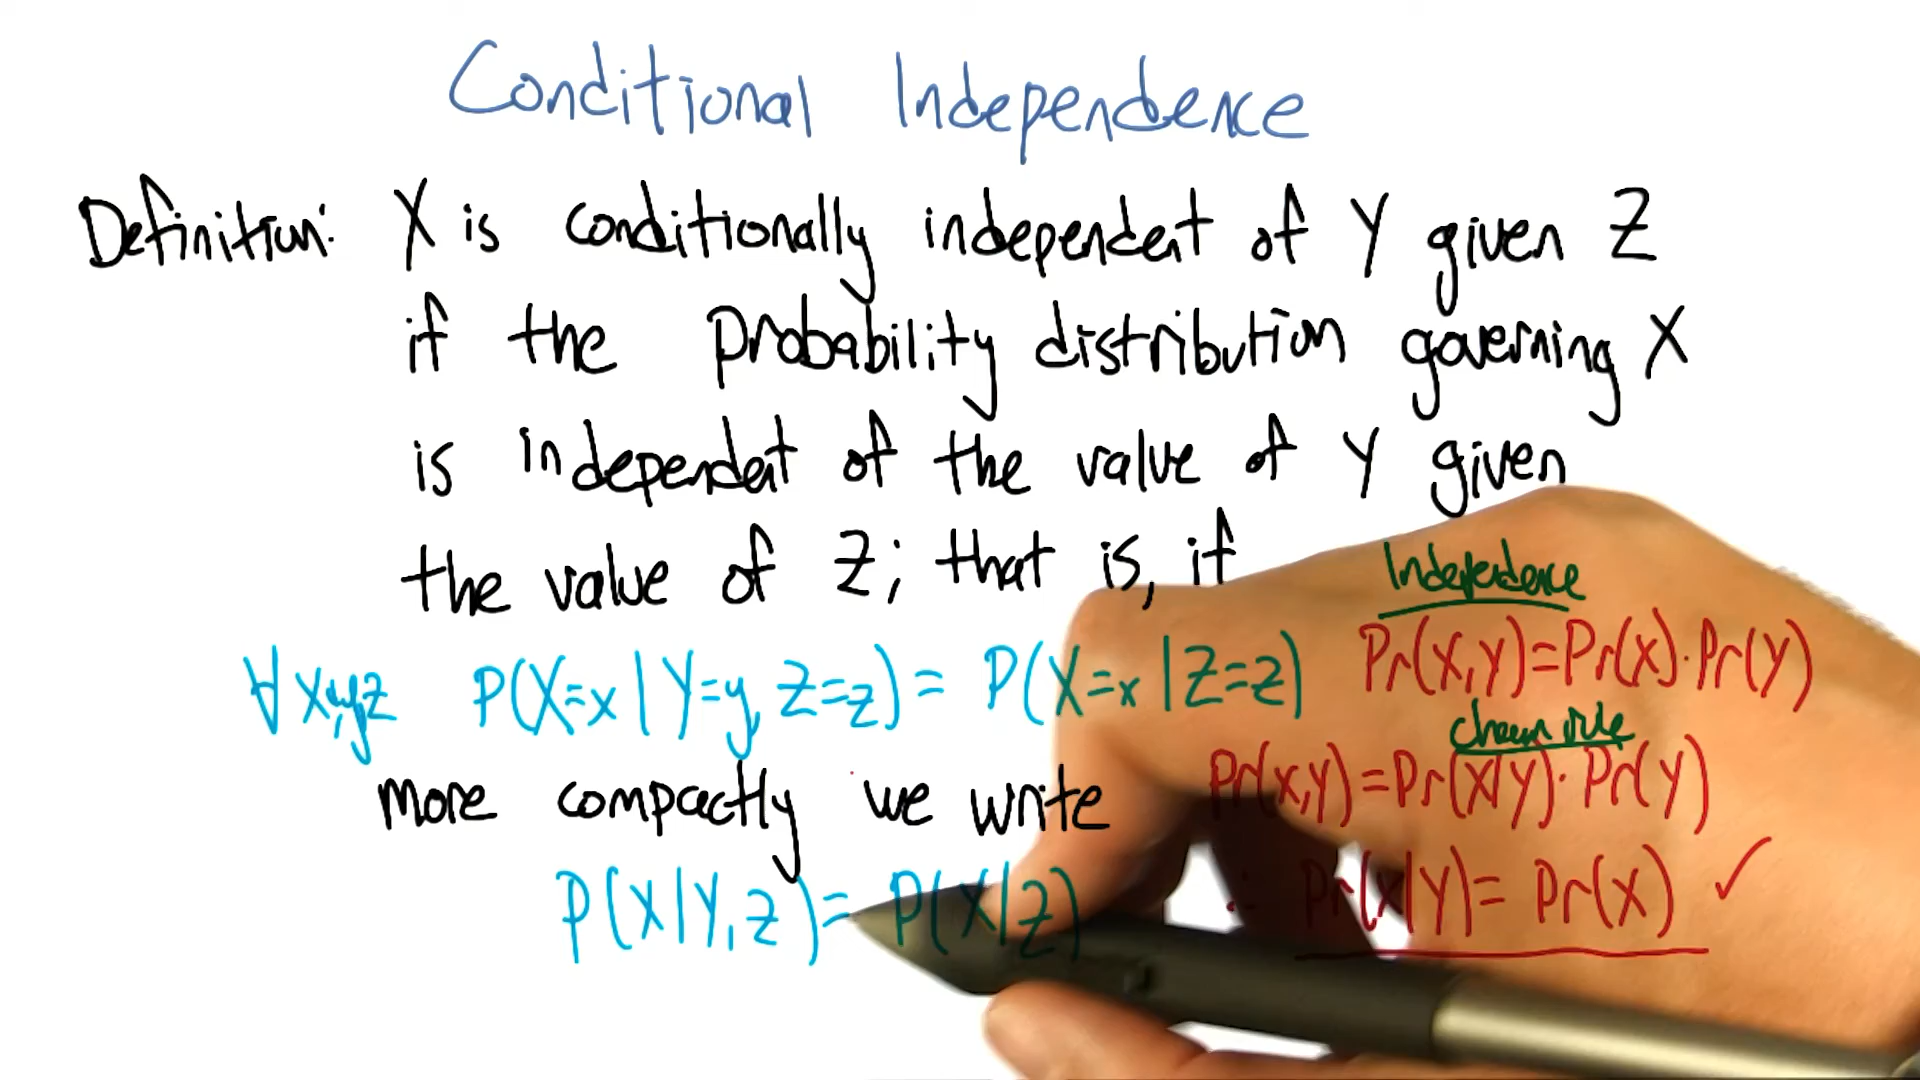 Conditional Independence
Definition: X is conditionally independent of Y given Z
if the probability distribution governing X
is independent of the value of Y given
the value of Z; that is, if
Independence
∀x,y,z P(X=x|Y=y, Z=z) = P(X=x|Z=z)
Pr(X,Y)=Pr(X)·Pr(Y)
chain rule
more compactly we write
Pr(x,y)=Pr(x|y)·Pr(y)
P(X|Y,Z)= P(X|Z)
∴ Pr(x|y)= Pr(x) ✓